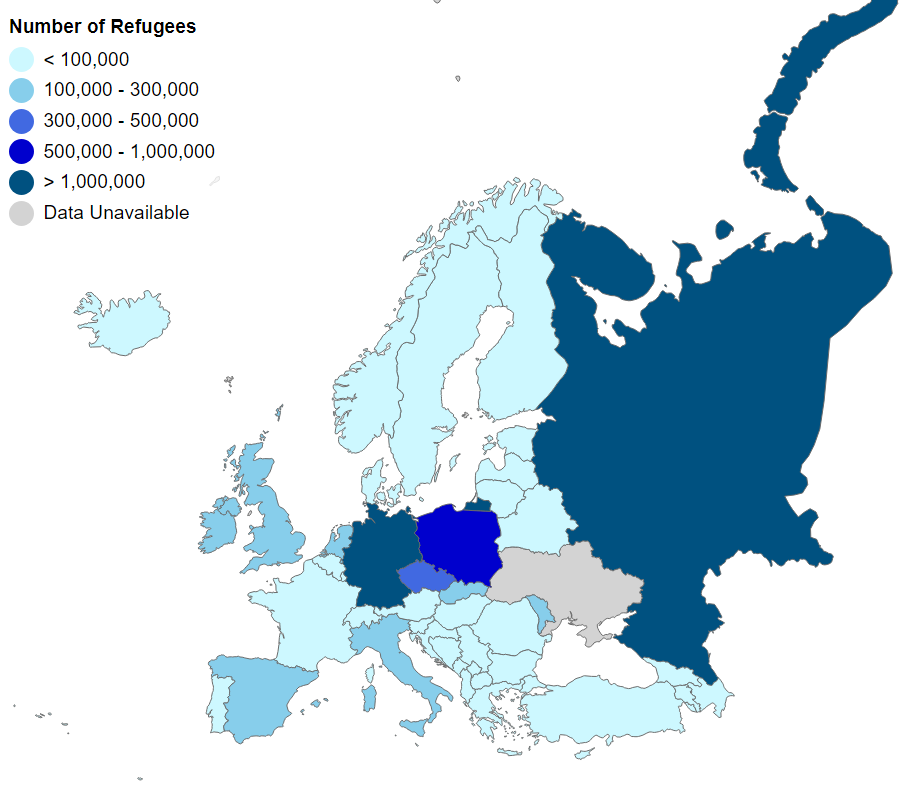 Number of Refugees
< 100,000
100,000 - 300,000
300,000 - 500,000
500,000 - 1,000,000
> 1,000,000
Data Unavailable